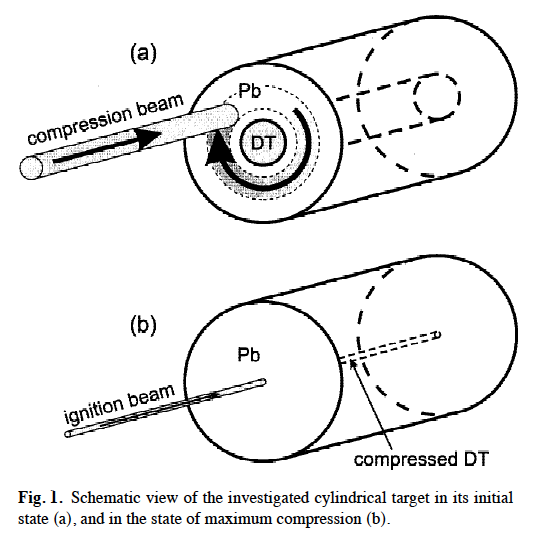 (a)
Pb
compression beam
DT
(b)
Pb
ignition beam
compressed DT
Fig. 1. Schematic view of the investigated cylindrical target in its initial
state (a), and in the state of maximum compression (b).